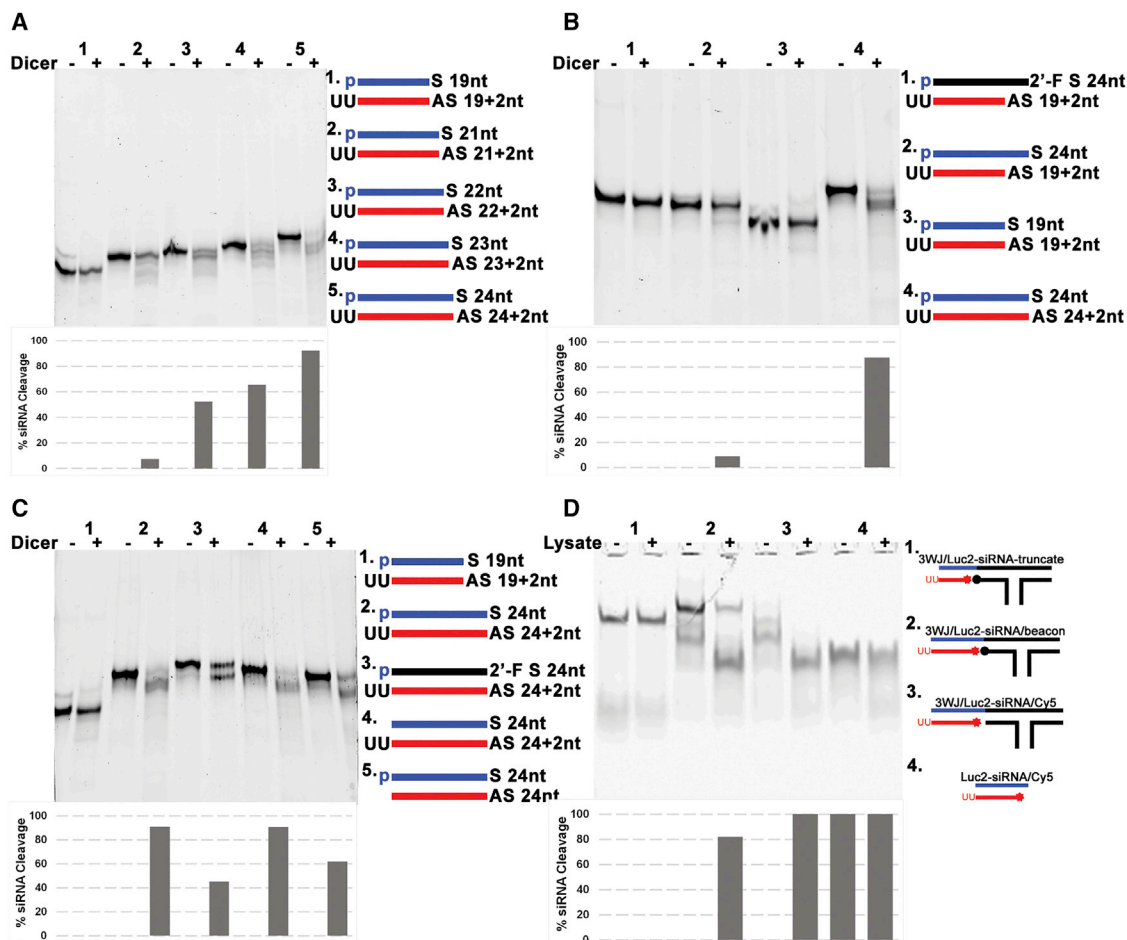 A
1 2 3 4 5
Dicer - + - + - + - + - +
1. p S 19nt
UU AS 19+2nt
2. p S 21nt
UU AS 21+2nt
3. p S 22nt
UU AS 22+2nt
4. p S 23nt
UU AS 23+2nt
5. p S 24nt
UU AS 24+2nt
% siRNA Cleavage
100
80
60
40
20
0
B
1 2 3 4
Dicer - + - + - + - +
1. p 2'-F S 24nt
UU AS 19+2nt
2. p S 24nt
UU AS 19+2nt
3. p S 19nt
UU AS 19+2nt
4. p S 24nt
UU AS 24+2nt
% siRNA Cleavage
100
80
60
40
20
0
C
1 2 3 4 5
Dicer - + - + - + - + - +
1. p S 19nt
UU AS 19+2nt
2. p S 24nt
UU AS 24+2nt
3. p 2'-F S 24nt
UU AS 24+2nt
4. S 24nt
UU AS 24+2nt
5. p S 24nt
AS 24nt
% siRNA Cleavage
100
80
60
40
20
0
D
1 2 3 4
Lysate - + - + - + - +
1.
3WJ/Luc2-siRNA-truncate
UU
2.
3WJ/Luc2-siRNA/beacon
UU
3.
3WJ/Luc2-siRNA/Cy5
UU
4.
Luc2-siRNA/Cy5
UU
% siRNA Cleavage
100
80
60
40
20
0